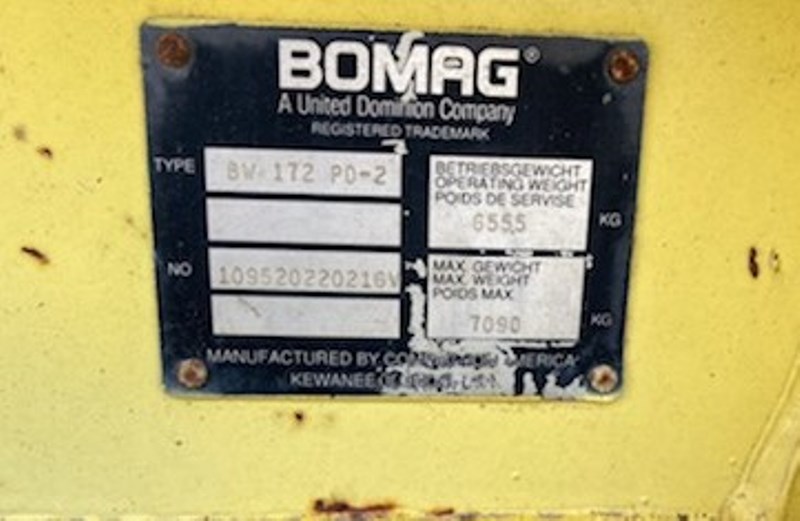 BOMAG®
A United Dominion Company
REGISTERED TRADEMARK
TYPE BW 172 PD-2
BETRIEBSGEWICHT
OPERATING WEIGHT
POIDS DE SERVISE
6555 KG
NO 109520220216V
MAX. GEWICHT
MAX. WEIGHT
POIDS MAX.
7090 KG
MANUFACTURED BY AMERICA
KEWANEE